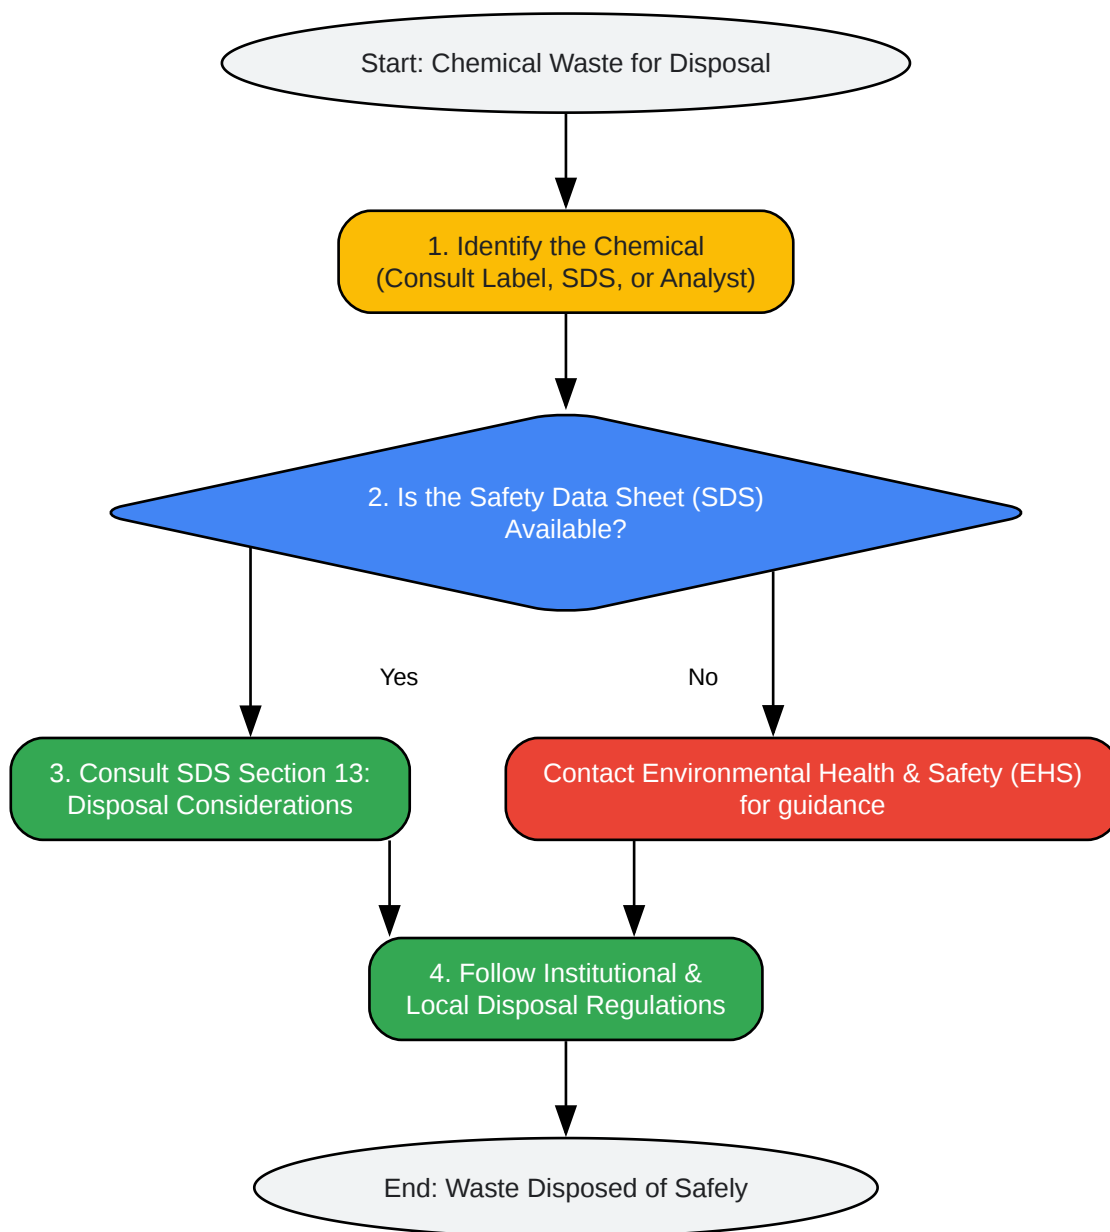 Start: Chemical Waste for Disposal
1. Identify the Chemical
(Consult Label, SDS, or Analyst)
2. Is the Safety Data Sheet (SDS)
Available?
Yes
No
3. Consult SDS Section 13:
Disposal Considerations
Contact Environmental Health & Safety (EHS)
for guidance
4. Follow Institutional &
Local Disposal Regulations
End: Waste Disposed of Safely